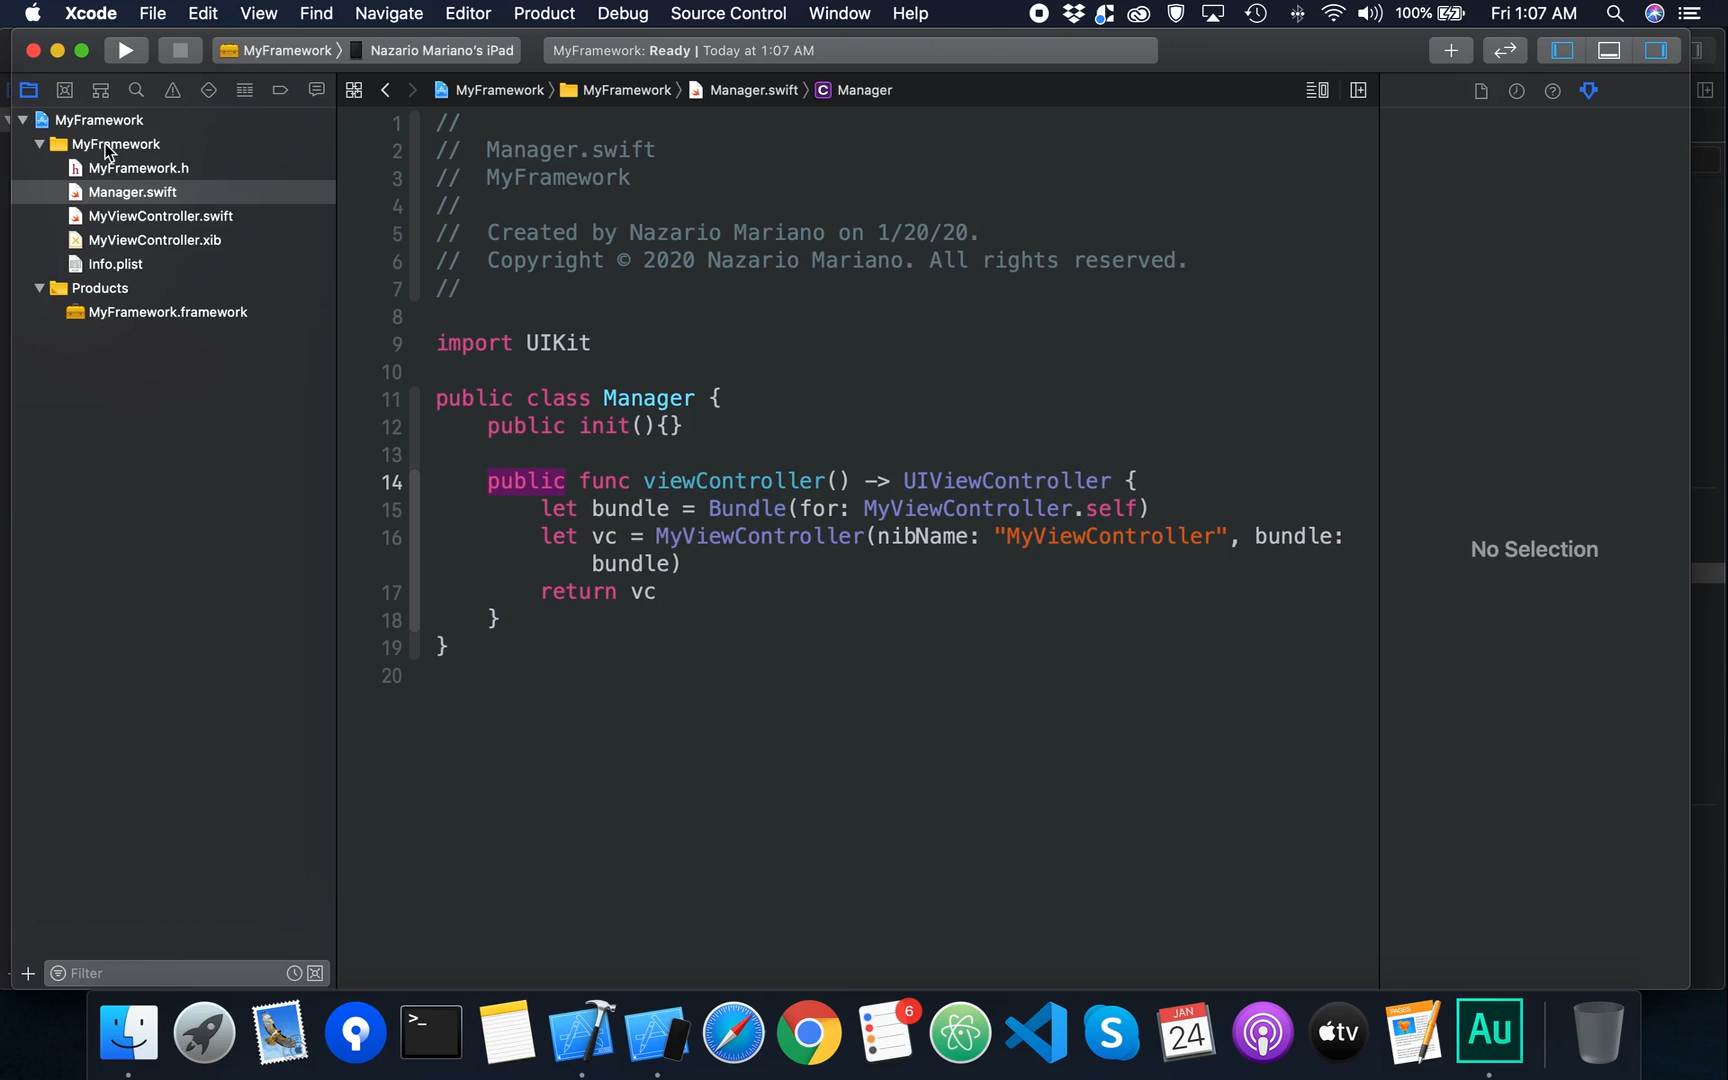 Xcode File Edit View Find Navigate Editor Product Debug Source Control Window Help 100% Fri 1:07 AM
MyFramework 〉 Nazario Mariano's iPad MyFramework: Ready | Today at 1:07 AM
MyFramework 〉 MyFramework 〉 Manager.swift 〉 C Manager
MyFramework
MyFramework
h MyFramework.h
Manager.swift
MyViewController.swift
MyViewController.xib
Info.plist
Products
MyFramework.framework
1 //
2 // Manager.swift
3 // MyFramework
4 //
5 // Created by Nazario Mariano on 1/20/20.
6 // Copyright © 2020 Nazario Mariano. All rights reserved.
7 //
8
9 import UIKit
10
11 public class Manager {
12 public init(){}
13
14 public func viewController() -> UIViewController {
15 let bundle = Bundle(for: MyViewController.self)
16 let vc = MyViewController(nibName: "MyViewController", bundle:
bundle)
17 return vc
18 }
19 }
20
No Selection
Filter
>_
6
S
JAN
24
tv
PAGES
Au